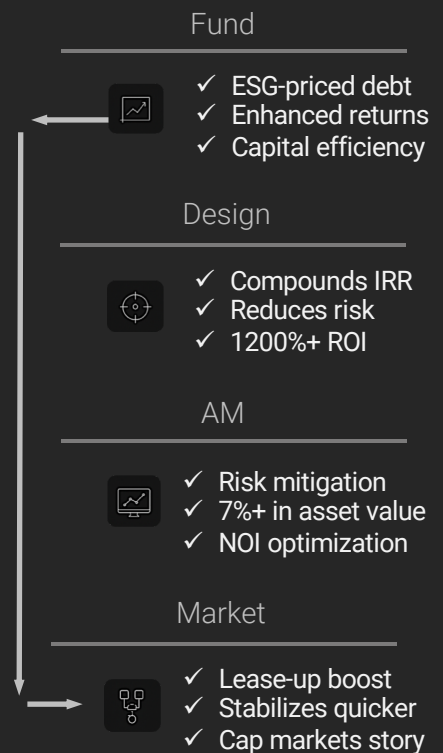 Fund
✓ ESG-priced debt
✓ Enhanced returns
✓ Capital efficiency
Design
✓ Compounds IRR
✓ Reduces risk
✓ 1200%+ ROI
AM
✓ Risk mitigation
✓ 7%+ in asset value
✓ NOI optimization
Market
✓ Lease-up boost
✓ Stabilizes quicker
✓ Cap markets story